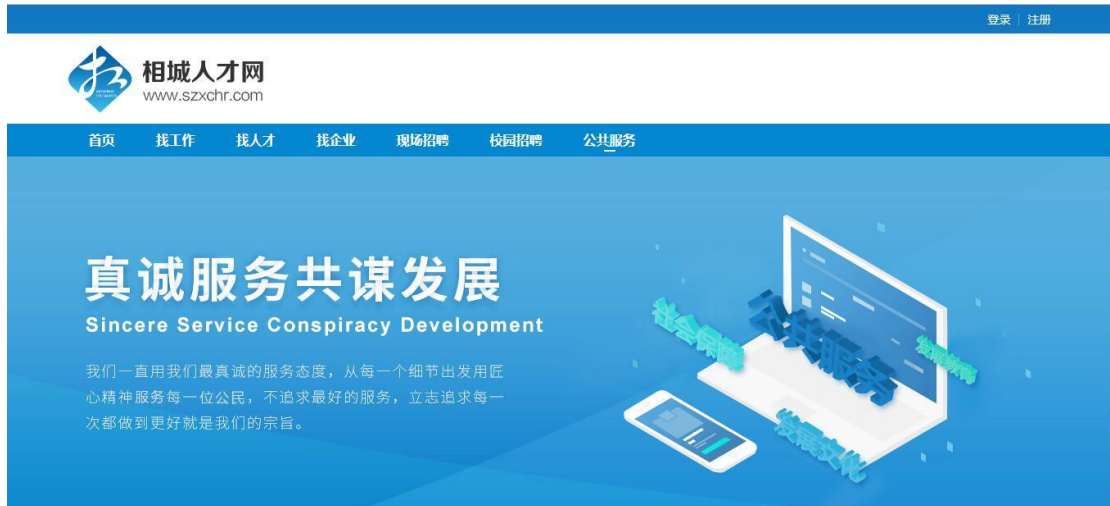 登录 | 注册
相城人才网
www.szxchr.com
首页 找工作 找人才 找企业 现场招聘 校园招聘 公共服务
真诚服务共谋发展
Sincere Service Conspiracy Development
我们一直用我们最真诚的服务态度，从每一个细节出发用匠
心精神服务每一位公民，不追求最好的服务，立志追求每一
次都做到更好就是我们的宗旨。
社会保障
公共服务
发展文化